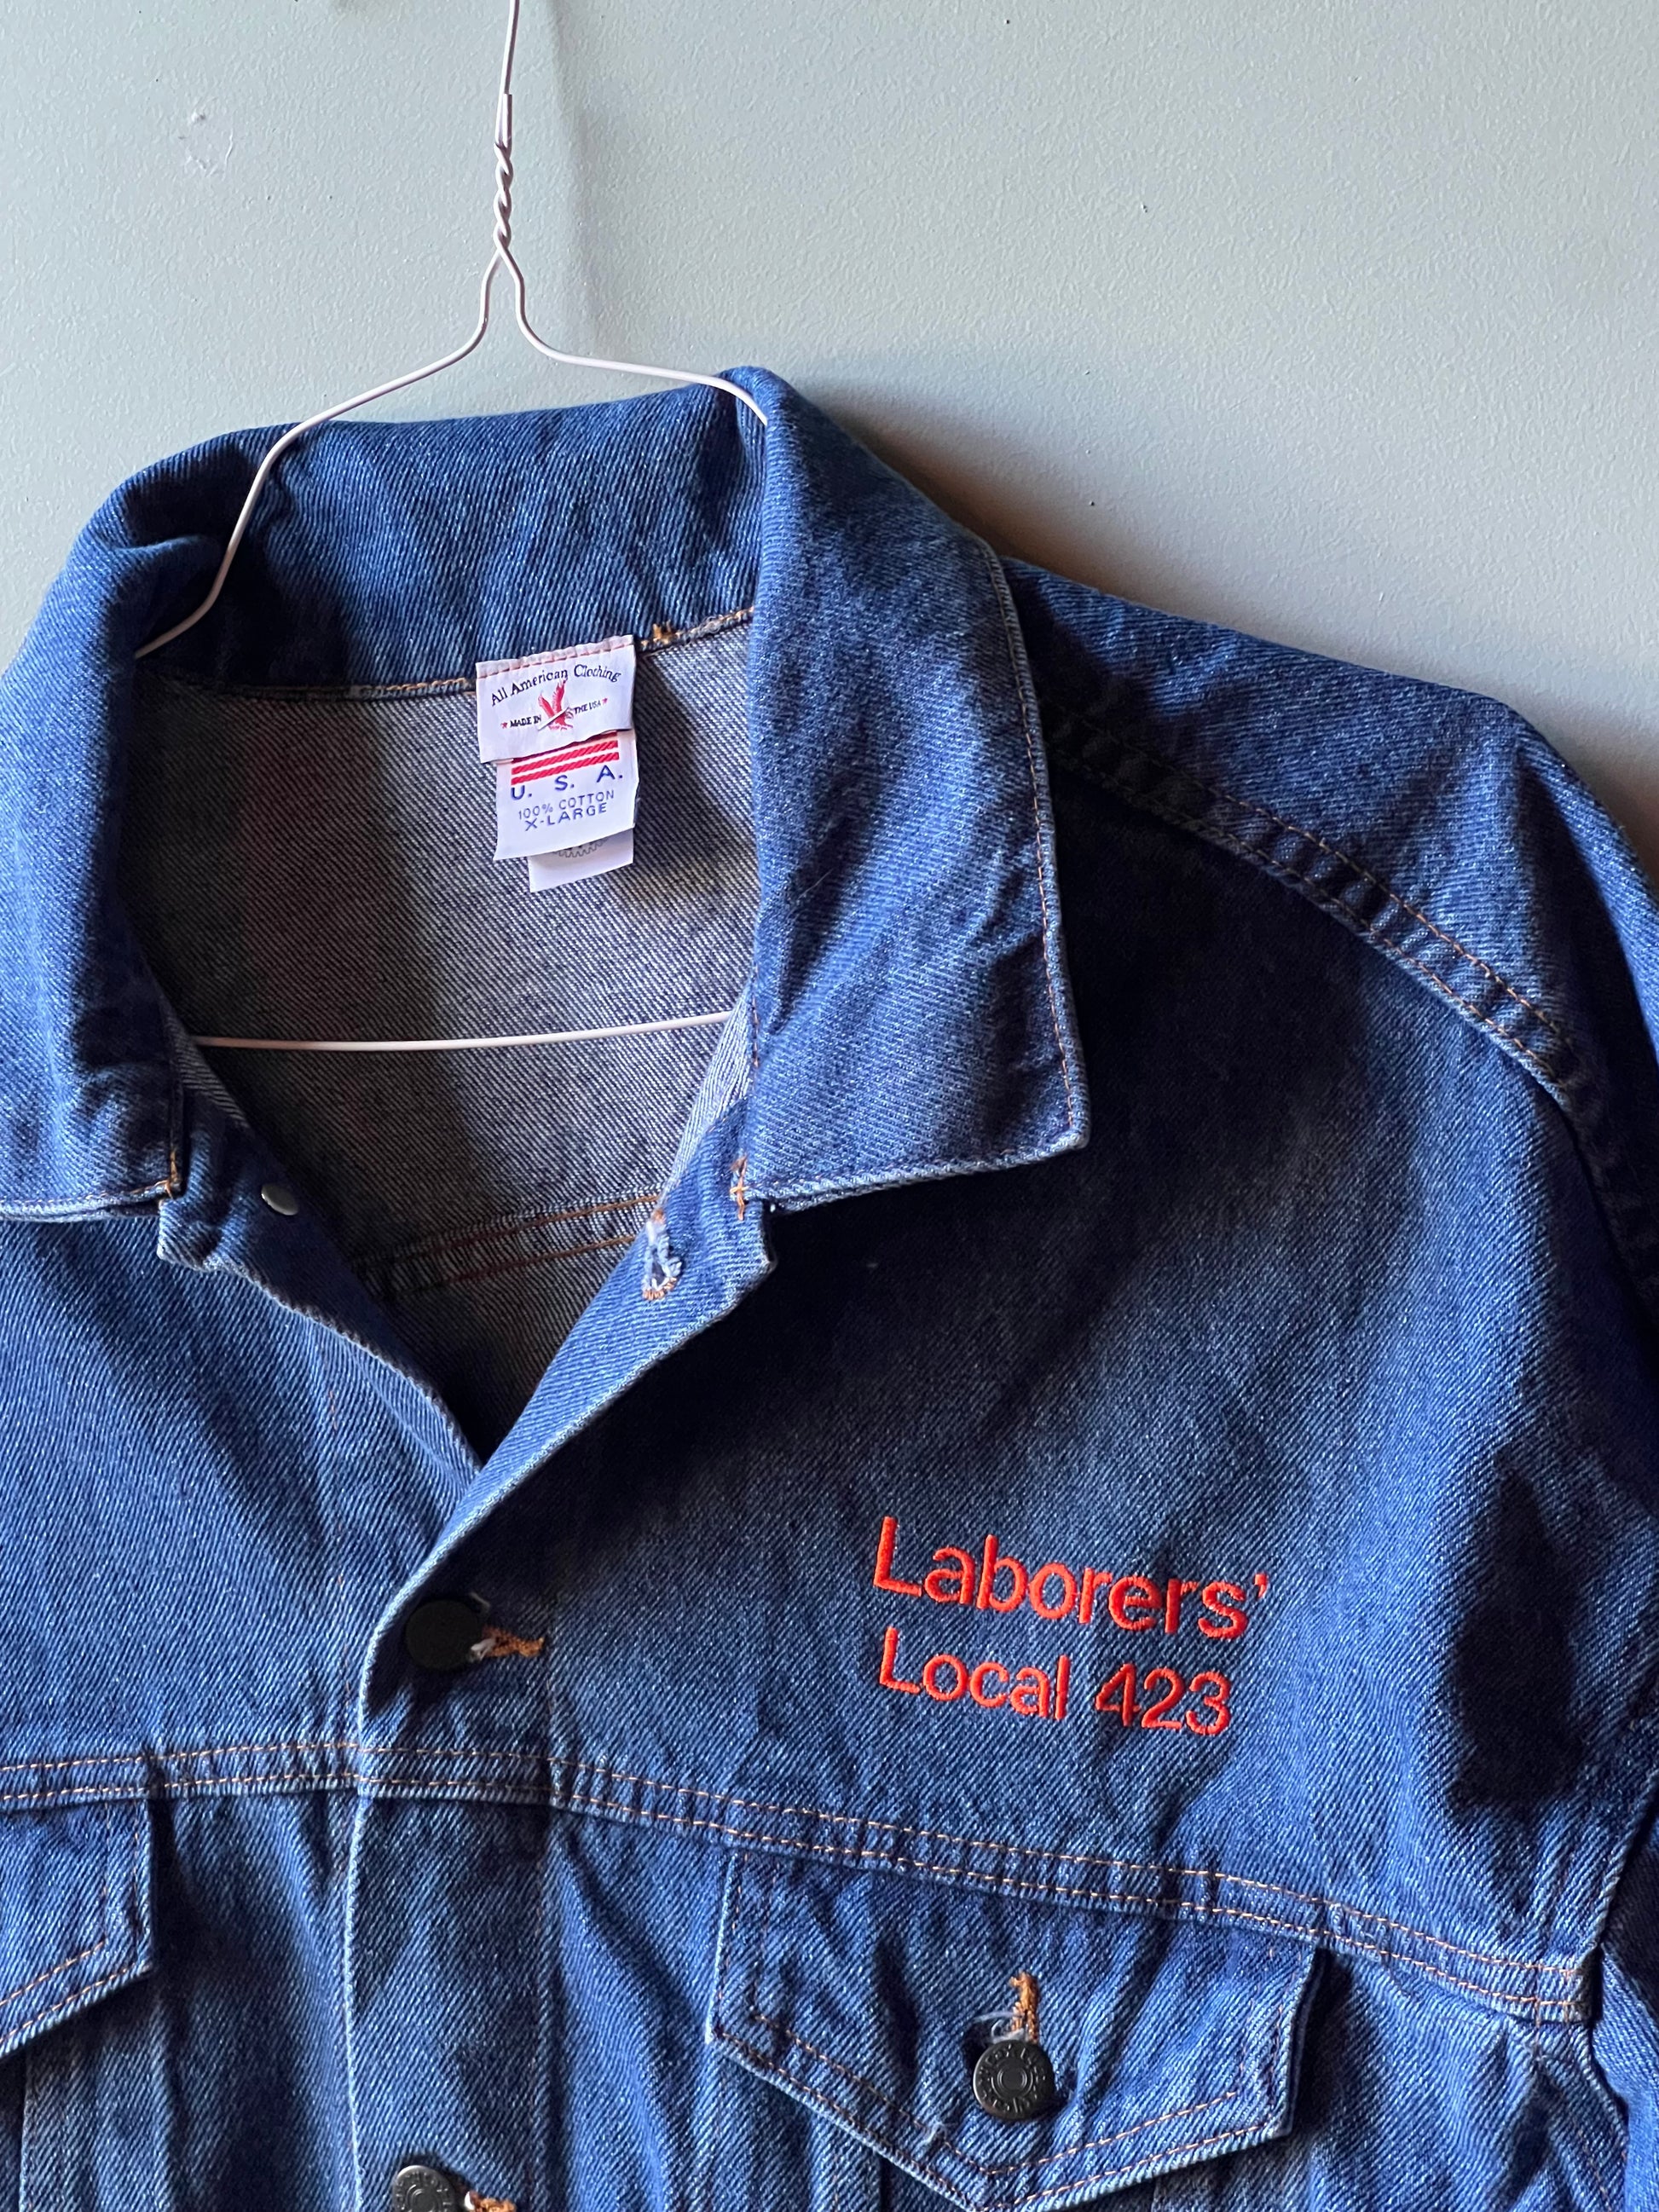 All American Clothing
MADE IN THE USA
U. S. A.
100% COTTON
X-LARGE
Laborers'
Local 423